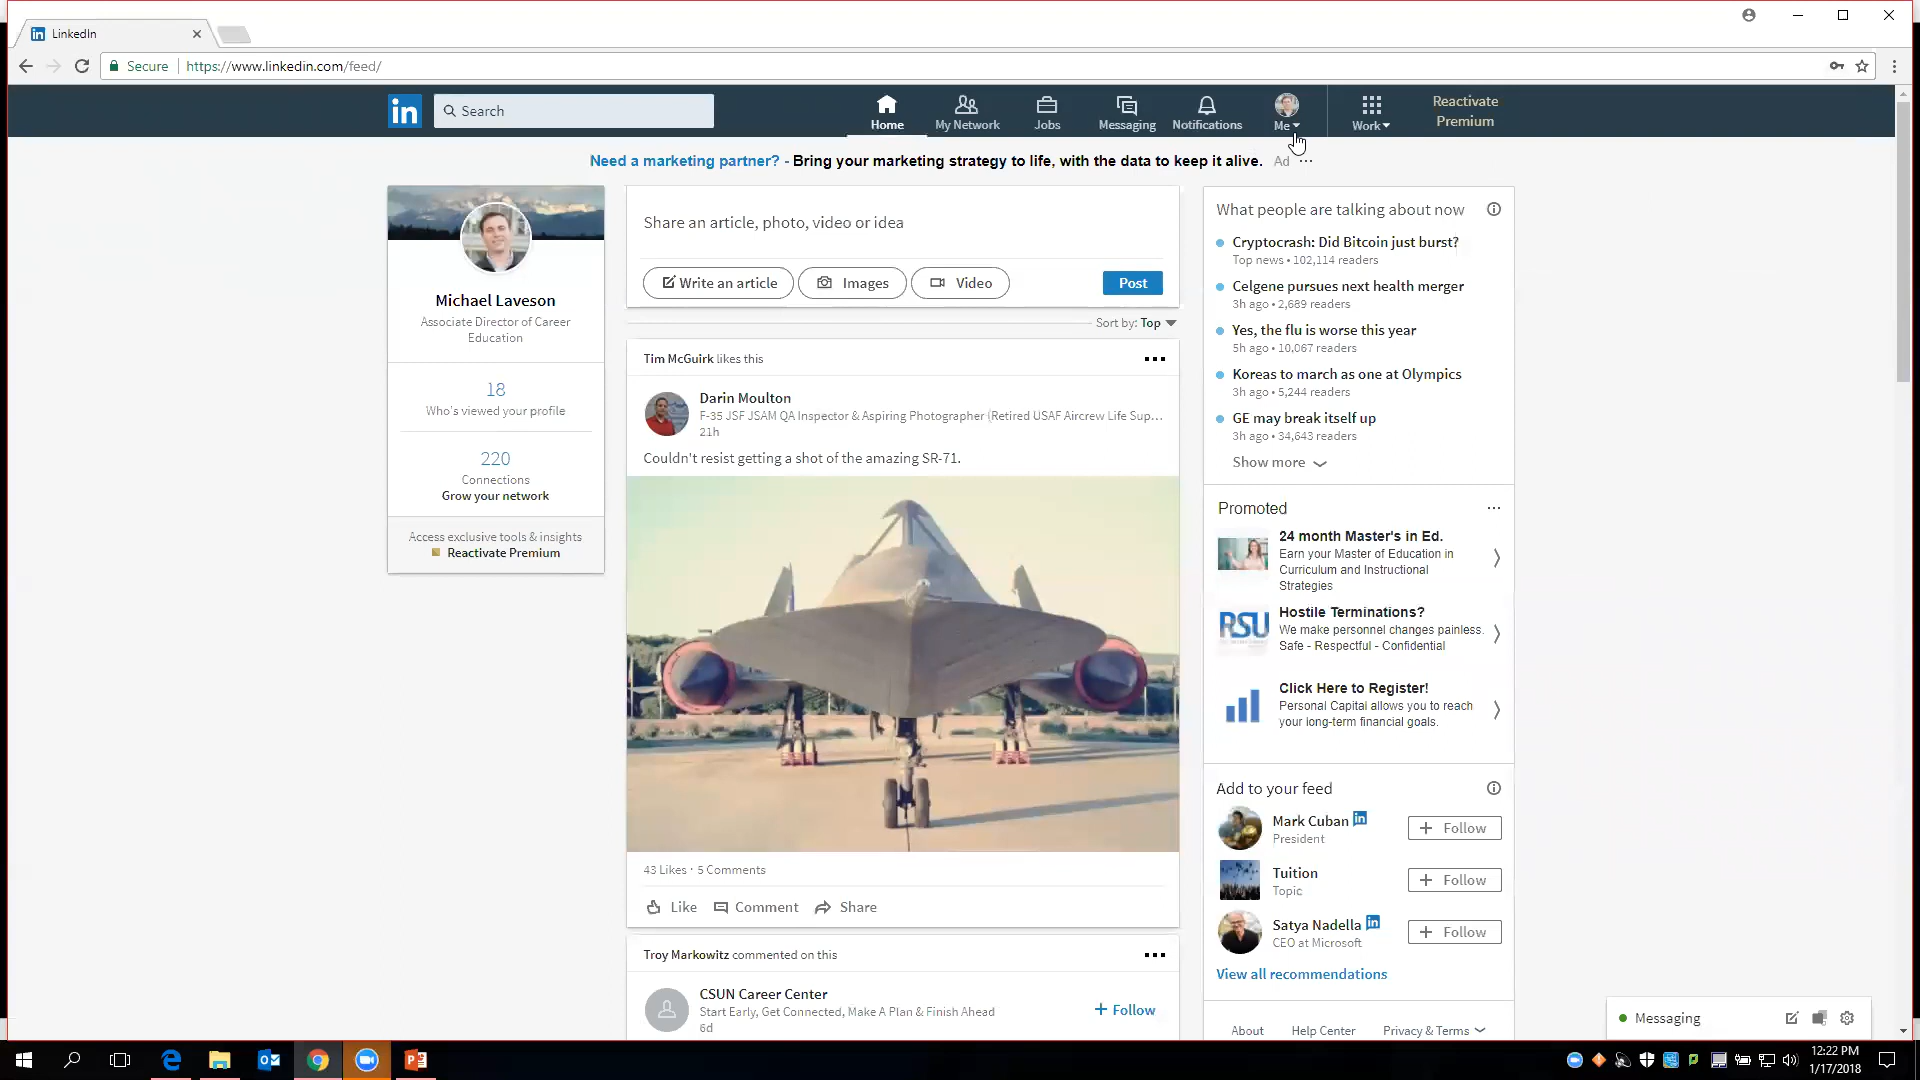 LinkedIn
Secure
https://www.linkedin.com/feed/
in
Search
Home
My Network
Jobs
Messaging
Notifications
Me
Work
Reactivate
Premium
Need a marketing partner? - Bring your marketing strategy to life, with the data to keep it alive. Ad ...
Michael Laveson
Associate Director of Career
Education
18
Who's viewed your profile
220
Connections
Grow your network
Access exclusive tools & insights
Reactivate Premium
Share an article, photo, video or idea
Write an article
Images
Video
Post
Sort by: Top
Tim McGuirk likes this
Darin Moulton
F-35 JSF JSAM QA Inspector & Aspiring Photographer (Retired USAF Aircrew Life Sup...
21h
Couldn't resist getting a shot of the amazing SR-71.
43 Likes • 5 Comments
Like
Comment
Share
Troy Markowitz commented on this
CSUN Career Center
Start Early, Get Connected, Make A Plan & Finish Ahead
6d
+ Follow
What people are talking about now
Cryptocrash: Did Bitcoin just burst?
Top news • 102,114 readers
Celgene pursues next health merger
3h ago • 2,689 readers
Yes, the flu is worse this year
5h ago • 10,067 readers
Koreas to march as one at Olympics
3h ago • 5,244 readers
GE may break itself up
3h ago • 34,643 readers
Show more
Promoted
24 month Master's in Ed.
Earn your Master of Education in
Curriculum and Instructional
Strategies
RSU
Hostile Terminations?
We make personnel changes painless.
Safe - Respectful - Confidential
Click Here to Register!
Personal Capital allows you to reach
your long-term financial goals.
Add to your feed
Mark Cuban in
President
+ Follow
Tuition
Topic
+ Follow
Satya Nadella in
CEO at Microsoft
+ Follow
View all recommendations
About
Help Center
Privacy & Terms
Messaging
12:22 PM
1/17/2018